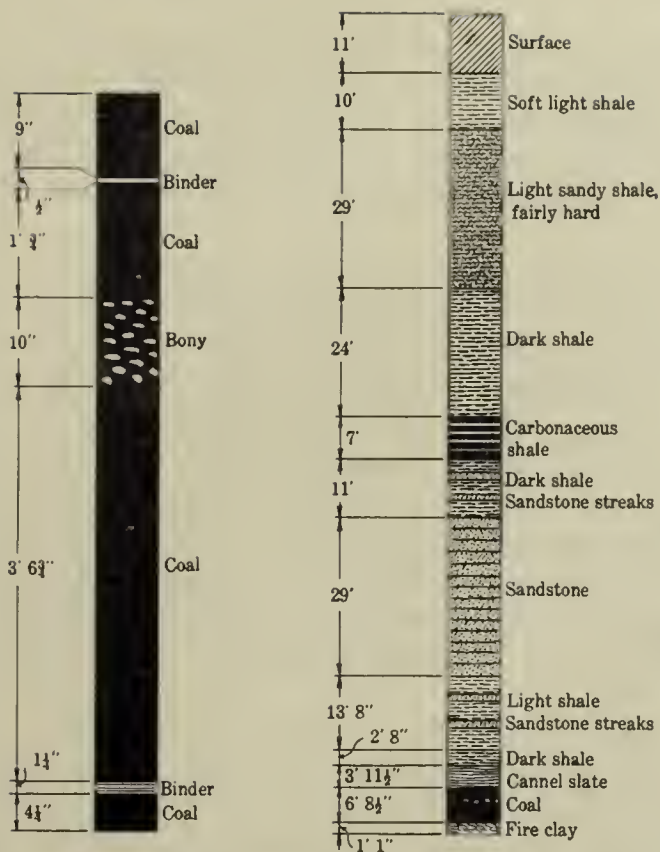 9"
Coal
Binder
½"
1' ¾"
Coal
10"
Bony
3' 6¾"
Coal
1¼"
Binder
4¼"
Coal
11'
Surface
10'
Soft light shale
29'
Light sandy shale,
fairly hard
24'
Dark shale
7'
Carbonaceous
shale
11'
Dark shale
Sandstone streaks
29'
Sandstone
13' 8"
Light shale
Sandstone streaks
2' 8"
Dark shale
3' 11½"
Cannel slate
6' 8½"
Coal
1' 1"
Fire clay